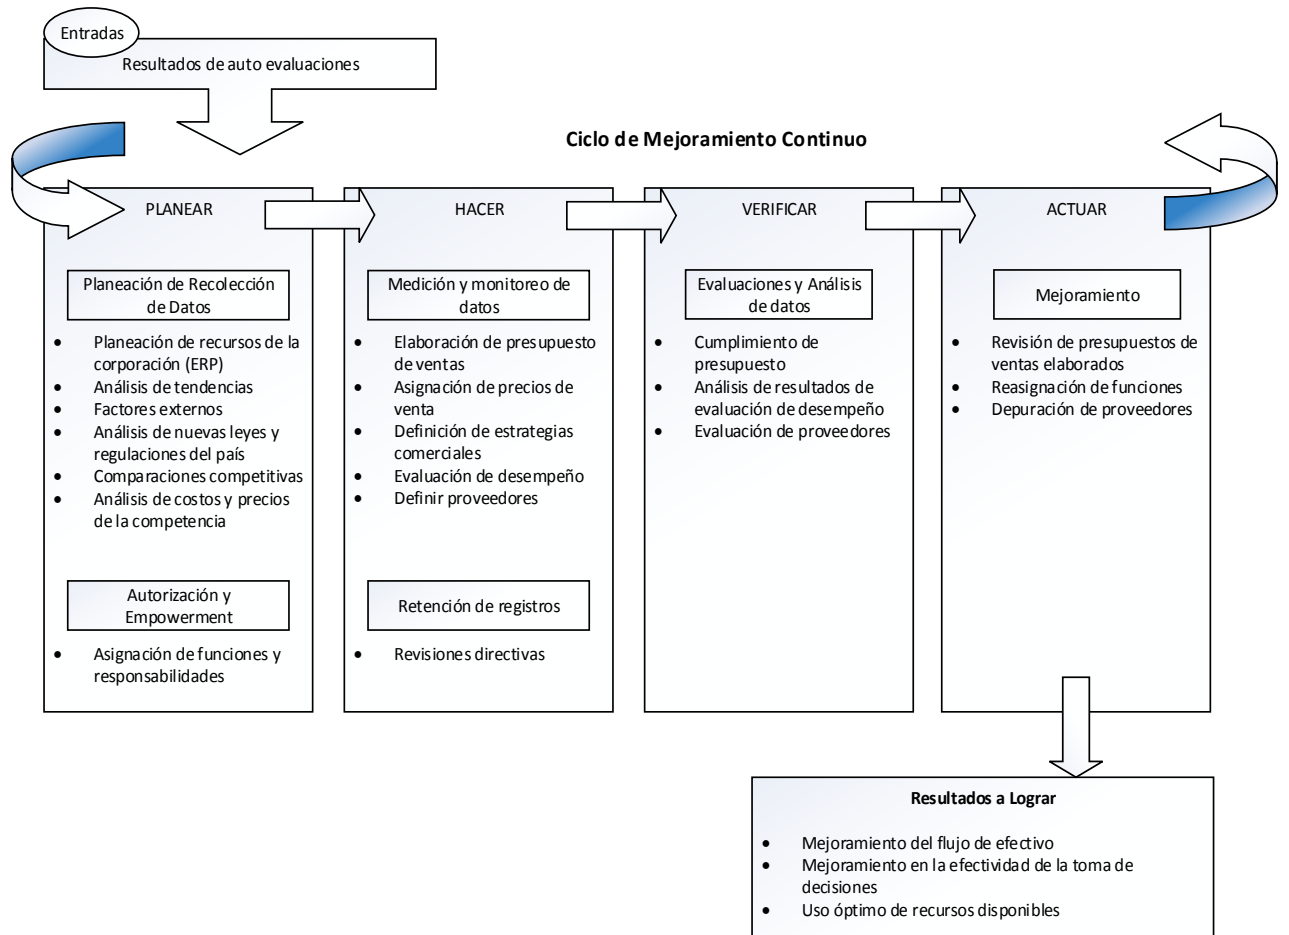 Entradas
Resultados de auto evaluaciones
Ciclo de Mejoramiento Continuo
PLANEAR
Planeación de Recolección
de Datos
• Planeación de recursos de la
corporación (ERP)
• Análisis de tendencias
• Factores externos
• Análisis de nuevas leyes y
regulaciones del país
• Comparaciones competitivas
• Análisis de costos y precios
de la competencia
Autorización y
Empowerment
• Asignación de funciones y
responsabilidades
HACER
Medición y monitoreo de
datos
• Elaboración de presupuesto
de ventas
• Asignación de precios de
venta
• Definición de estrategias
comerciales
• Evaluación de desempeño
• Definir proveedores
Retención de registros
• Revisiones directivas
VERIFICAR
Evaluaciones y Análisis
de datos
• Cumplimiento de
presupuesto
• Análisis de resultados de
evaluación de desempeño
• Evaluación de proveedores
ACTUAR
Mejoramiento
• Revisión de presupuestos de
ventas elaborados
• Reasignación de funciones
• Depuración de proveedores
Resultados a Lograr
• Mejoramiento del flujo de efectivo
• Mejoramiento en la efectividad de la toma de
decisiones
• Uso óptimo de recursos disponibles